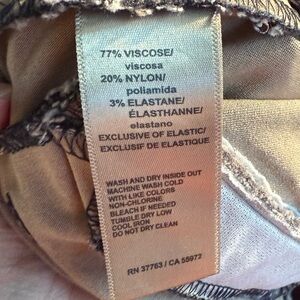 77% VISCOSE/
viscosa
20% NYLON/
poliamida
3% ELASTANE/
ÉLASTHANNE/
elastano
EXCLUSIVE OF ELASTIC/
EXCLUSIF DE ELASTIQUE
WASH AND DRY INSIDE OUT
MACHINE WASH COLD
WITH LIKE COLORS
NON-CHLORINE
BLEACH IF NEEDED
TUMBLE DRY LOW
COOL IRON
DO NOT DRY CLEAN
RN 37763 / CA 55972